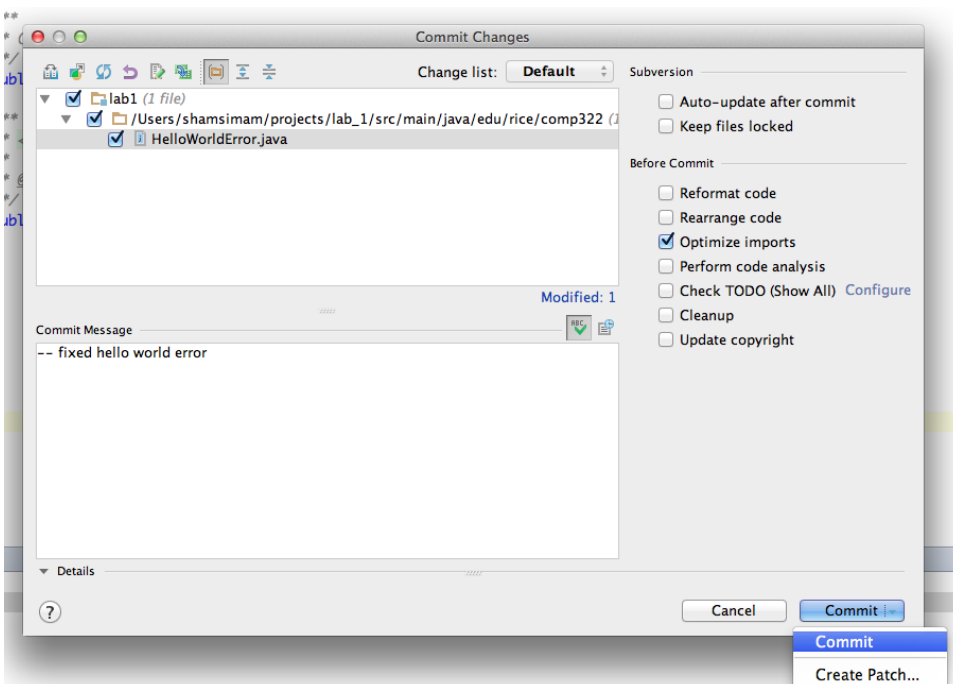 Commit Changes
Change list: Default
lab1 (1 file)
/Users/shamsimam/projects/lab_1/src/main/java/edu/rice/comp322 (1
HelloWorldError.java
Modified: 1
Commit Message
ABC
-- fixed hello world error
Details
Subversion
Auto-update after commit
Keep files locked
Before Commit
Reformat code
Rearrange code
Optimize imports
Perform code analysis
Check TODO (Show All) Configure
Cleanup
Update copyright
?
Cancel
Commit
Commit
Create Patch...